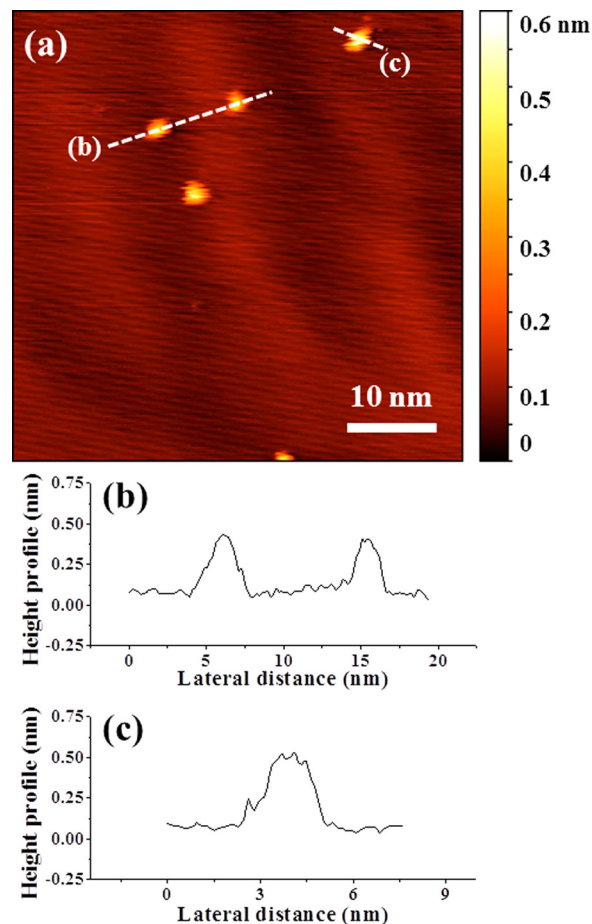 (a)
(c)
(b)
10 nm
0.6 nm
0.5
0.4
0.3
0.2
0.1
0
(b)
Height profile (nm)
0.75
0.50
0.25
0.00
-0.25
0 5 10 15 20
Lateral distance (nm)
(c)
Height profile (nm)
0.75
0.50
0.25
0.00
-0.25
0 3 6 9
Lateral distance (nm)